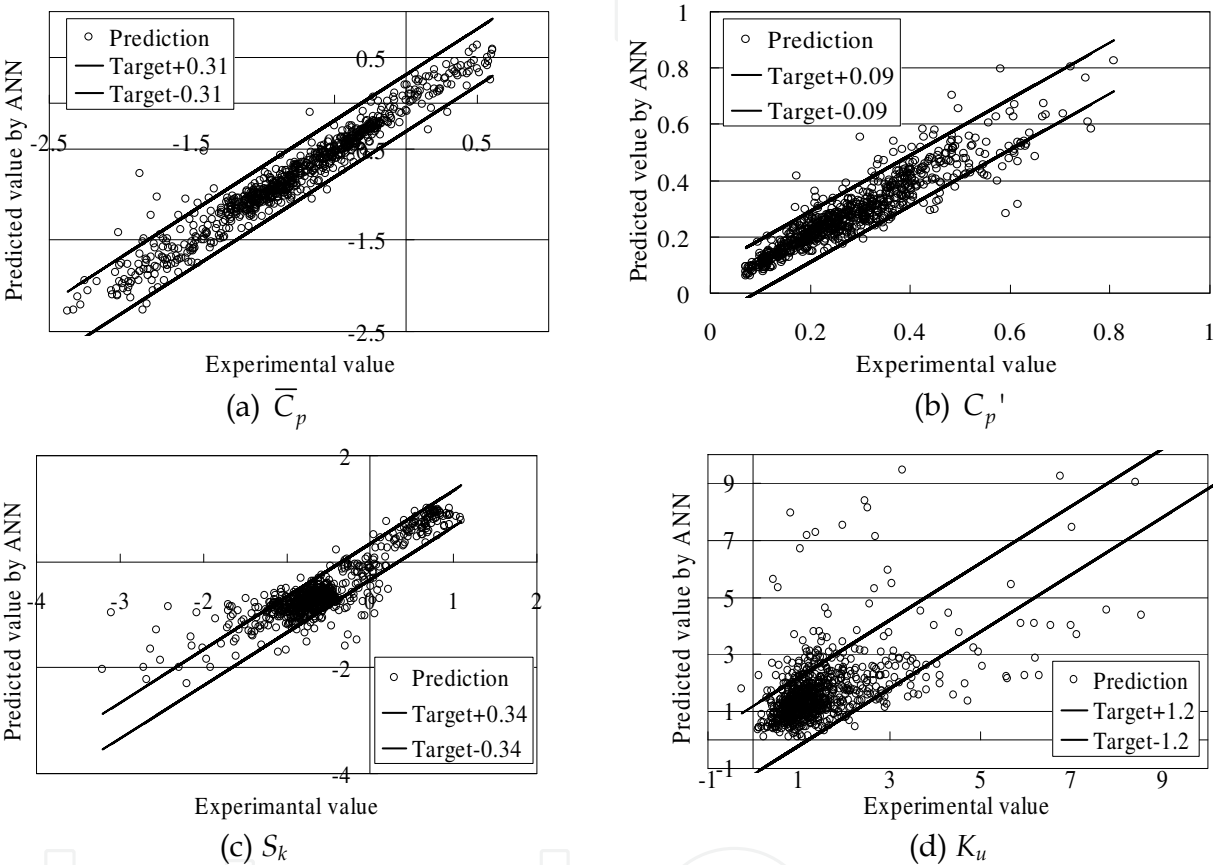 Predicted value by ANN
Prediction
Target+0.31
Target-0.31
0.5
-2.5
-1.5
-0.5
0.5
-1.5
-2.5
Experimental value
(a) C̅p
Predicted velue by ANN
1
0.8
0.6
0.4
0.2
0
Prediction
Target+0.09
Target-0.09
0 0.2 0.4 0.6 0.8 1
Experimental value
(b) Cp'
Predicted value by ANN
2
-4 -3 -2 0 1 2
-2
-4
Prediction
Target+0.34
Target-0.34
Experimantal value
(c) Sk
Predicted value by ANN
9
7
5
3
1
-1
-1 1 3 5 7 9
Prediction
Target+1.2
Target-1.2
Experimental value
(d) Ku